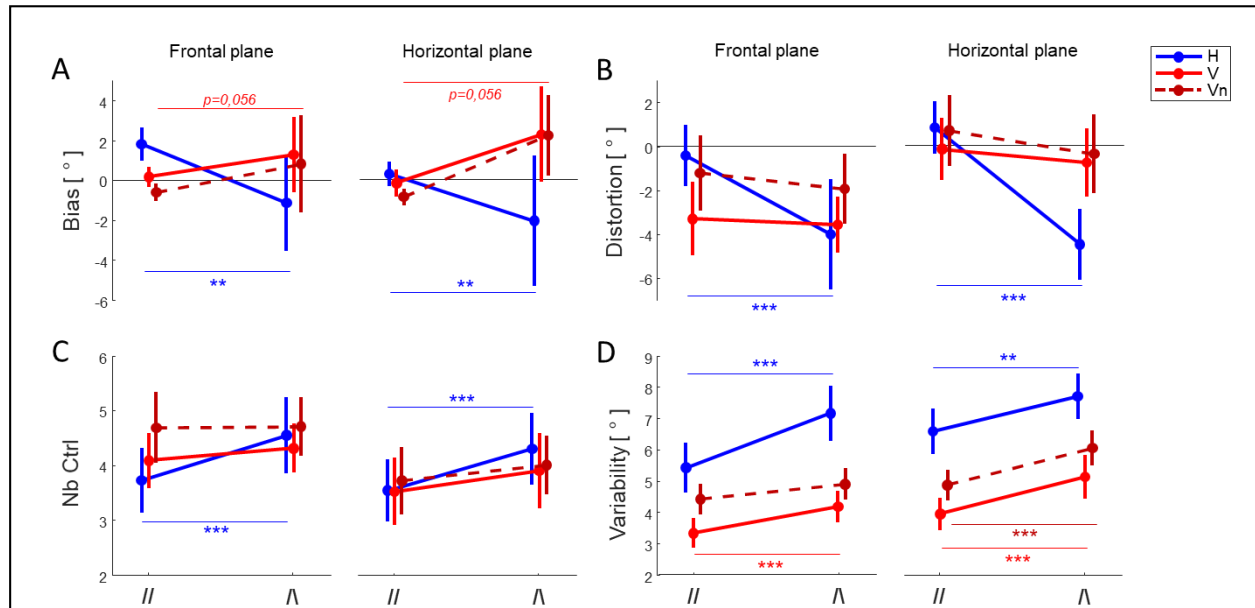 Frontal plane
Horizontal plane
Frontal plane
Horizontal plane
H
V
Vn
A
B
Bias [ ° ]
4
2
0
-2
-4
-6
p=0,056
**
p=0,056
**
Distortion [ ° ]
2
0
-2
-4
-6
***
***
C
D
Nb Ctrl
6
5
4
3
2
***
***
Variability [ ° ]
9
8
7
6
5
4
3
2
***
***
**
***
***
// /\ // /\ // /\ // /\